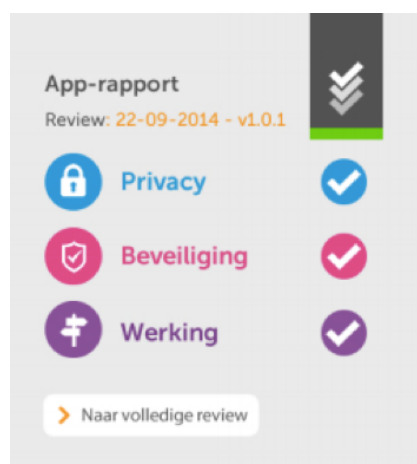 App-rapport
Review: 22-09-2014 - v1.0.1
Privacy
Beveiliging
Werking
Naar volledige review